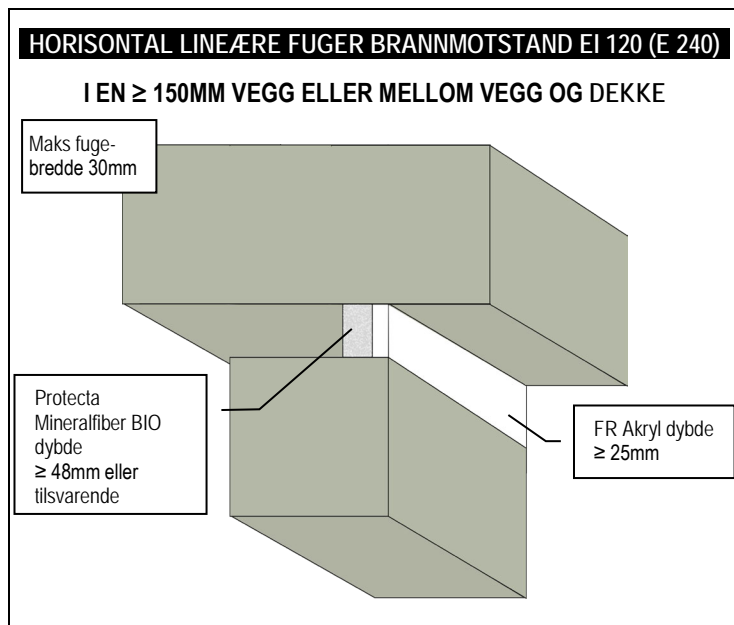 HORISONTAL LINEÆRE FUGER BRANNMOTSTAND EI 120 (E 240)
I EN ≥ 150MM VEGG ELLER MELLOM VEGG OG DEKKE
Maks fuge-
bredde 30mm
Protecta
Mineralfiber BIO
dybde
≥ 48mm eller
tilsvarende
FR Akryl dybde
≥ 25mm